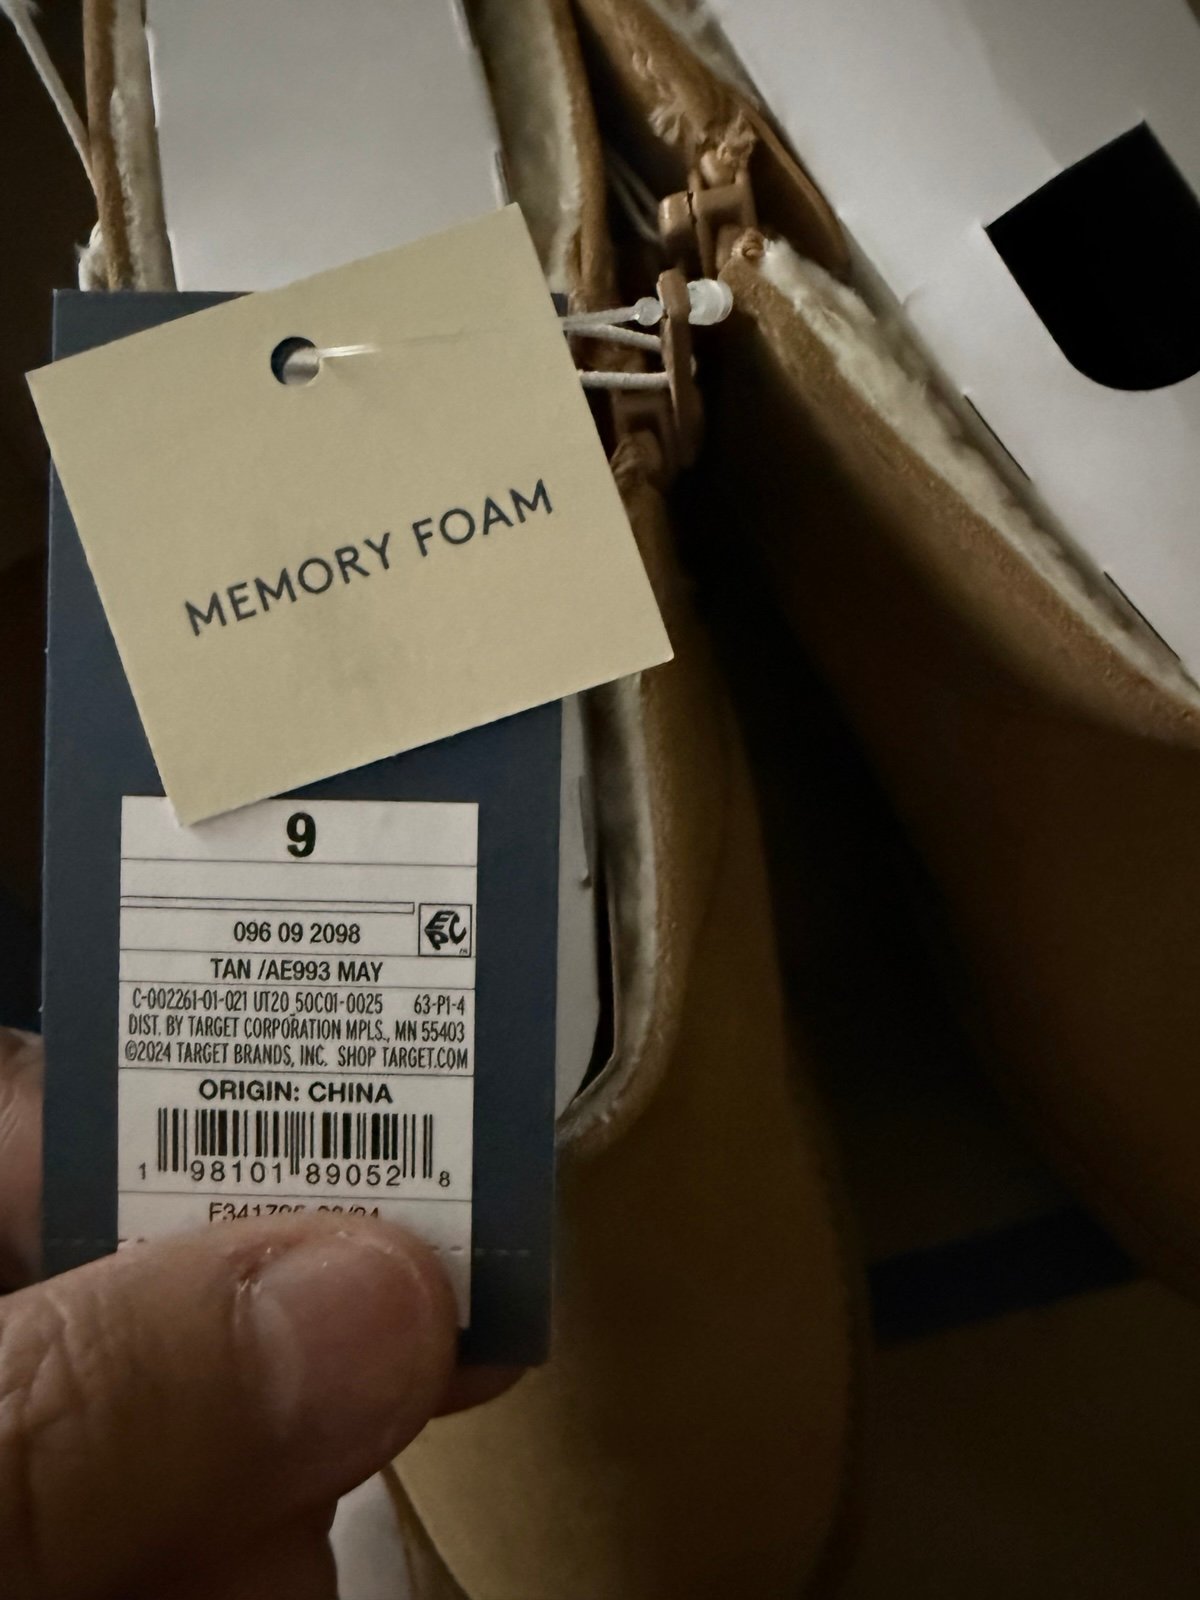 MEMORY FOAM
9
096 09 2098
EPC
TAN /AE993 MAY
C-002261-01-021 UT20 50C01-0025 63-P1-4
DIST. BY TARGET CORPORATION MPLS., MN 55403
©2024 TARGET BRANDS, INC. SHOP TARGET.COM
ORIGIN: CHINA
1 98101 89052 8